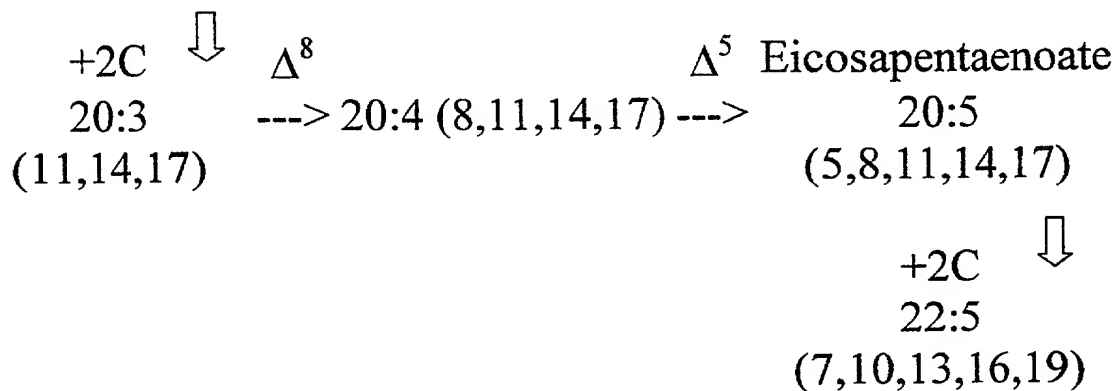 +2C ⇩ Δ⁸ Δ⁵ Eicosapentaenoate
20:3 ---> 20:4 (8,11,14,17) ---> 20:5
(11,14,17) (5,8,11,14,17)
+2C ⇩
22:5
(7,10,13,16,19)